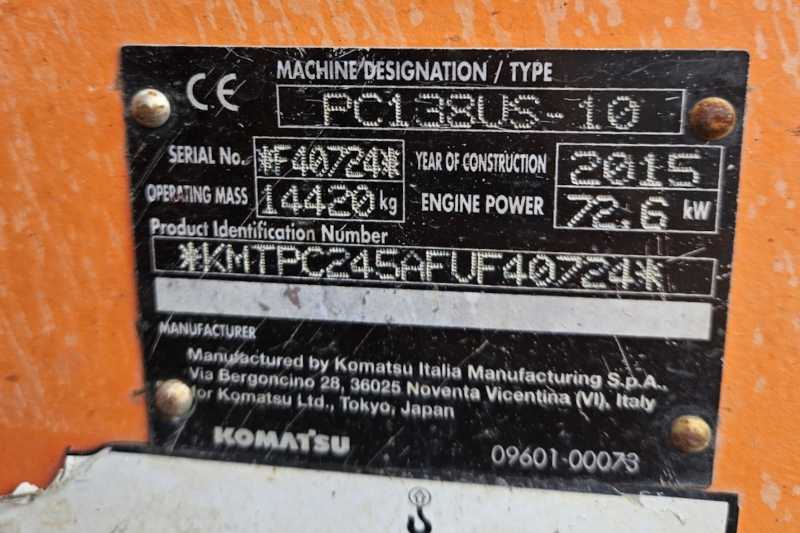 CE
MACHINE DESIGNATION / TYPE
PC138US-10
SERIAL No. *F40724* YEAR OF CONSTRUCTION 2015
OPERATING MASS 14420 kg ENGINE POWER 72.6 kW
Product Identification Number
*KMTPC245AFUF40724*
MANUFACTURER
Manufactured by Komatsu Italia Manufacturing S.p.A.,
Via Bergoncino 28, 36025 Noventa Vicentina (VI), Italy
for Komatsu Ltd., Tokyo, Japan
KOMATSU 09601-00073